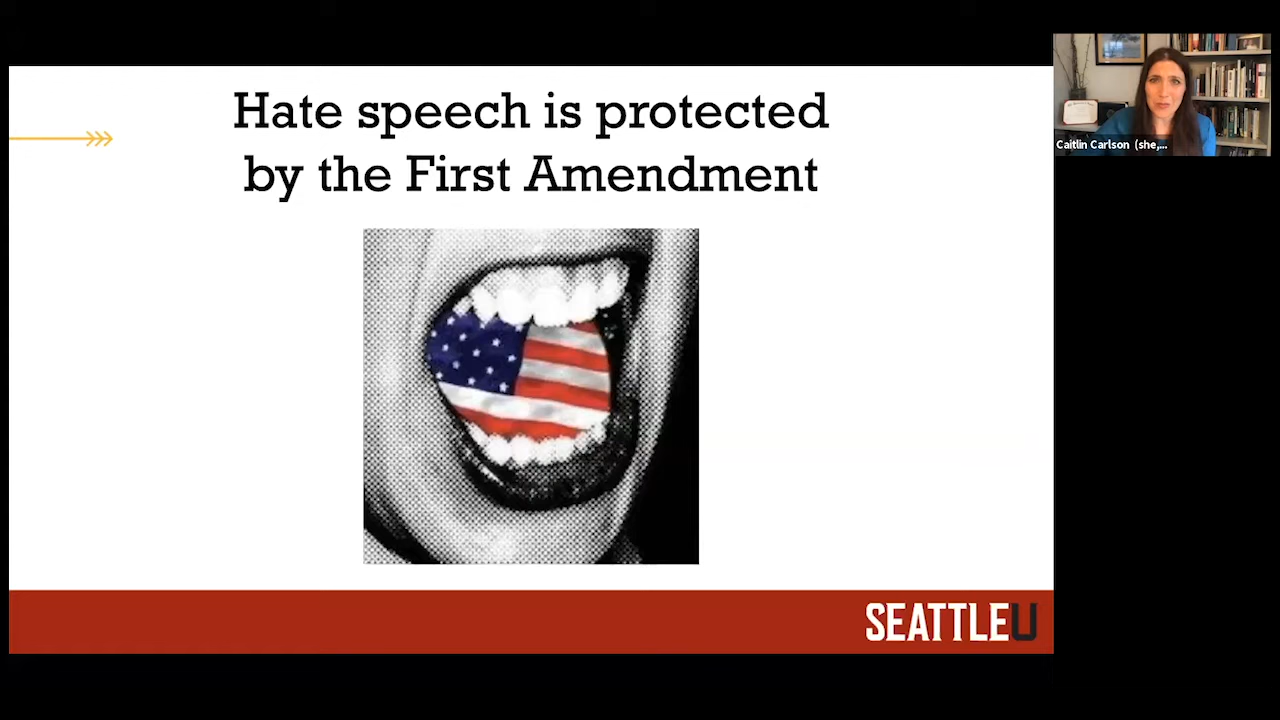 Hate speech is protected
by the First Amendment
SEATTLEU
Caitlin Carlson (she,...